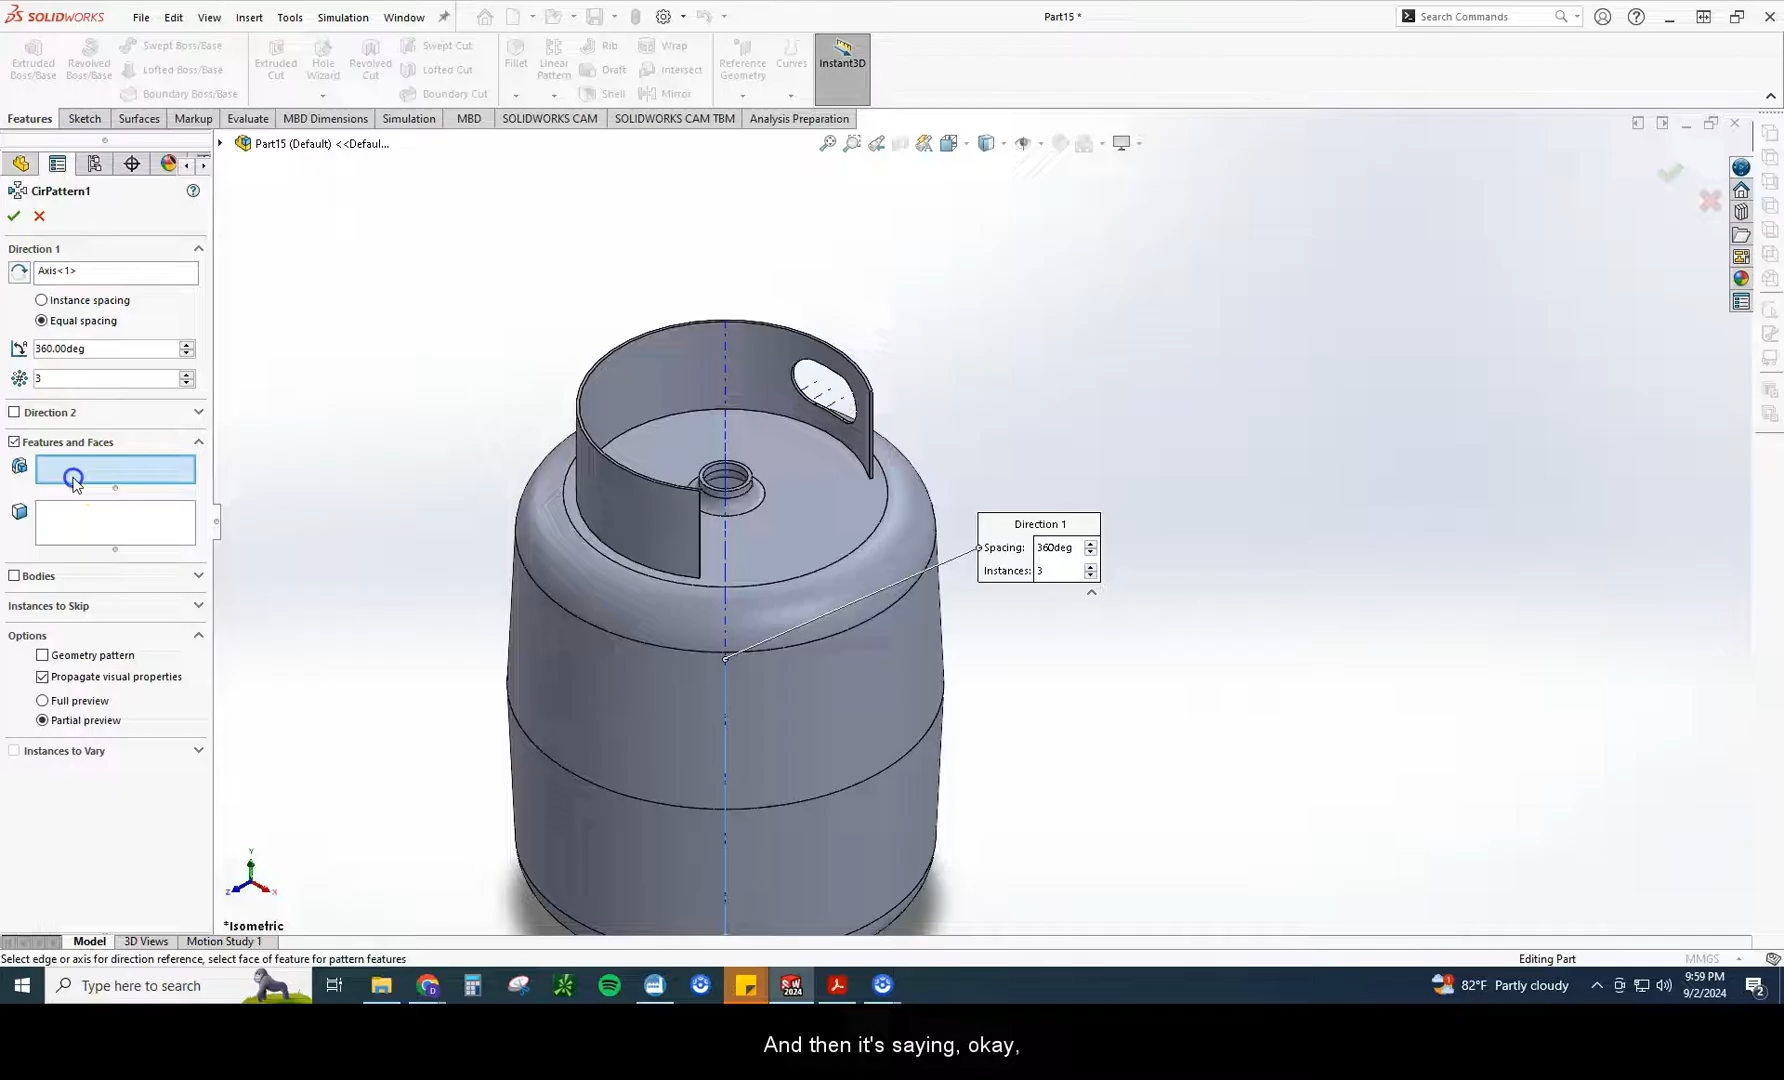 SOLIDWORKS File Edit View Insert Tools Simulation Window Part15 * Search Commands
Extruded Boss/Base Revolved Boss/Base Swept Boss/Base Lofted Boss/Base Boundary Boss/Base
Extruded Cut Hole Wizard Revolved Cut Swept Cut Lofted Cut Boundary Cut
Fillet Linear Pattern Rib Draft Shell Wrap Intersect Mirror
Reference Geometry Curves Instant3D
Features Sketch Surfaces Markup Evaluate MBD Dimensions Simulation MBD SOLIDWORKS CAM SOLIDWORKS CAM TBM Analysis Preparation
Part15 (Default) <<Defaul...
CirPattern1
Direction 1
Axis<1>
Instance spacing
Equal spacing
360.00deg
3
Direction 2
Features and Faces
Bodies
Instances to Skip
Options
Geometry pattern
Propagate visual properties
Full preview
Partial preview
Instances to Vary
Direction 1
Spacing: 360deg
Instances: 3
Y
Z X
*Isometric
Model 3D Views Motion Study 1
Select edge or axis for direction reference, select face of feature for pattern features Editing Part MMGS
Type here to search
SW
2024
82°F Partly cloudy
9:59 PM
9/2/2024
2
And then it's saying, okay,